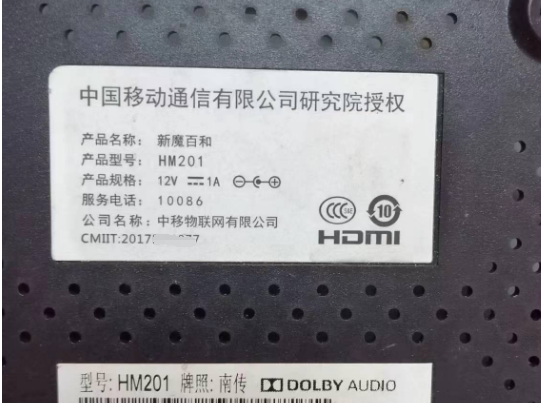 中国移动通信有限公司研究院授权
产品名称: 新魔百和
产品型号: HM201
产品规格: 12V 1A
服务电话: 10086
公司名称: 中移物联网有限公司
CMIIT:2017
CCC 10
HDMI
型号: HM201 牌照: 南传 DOLBY AUDIO